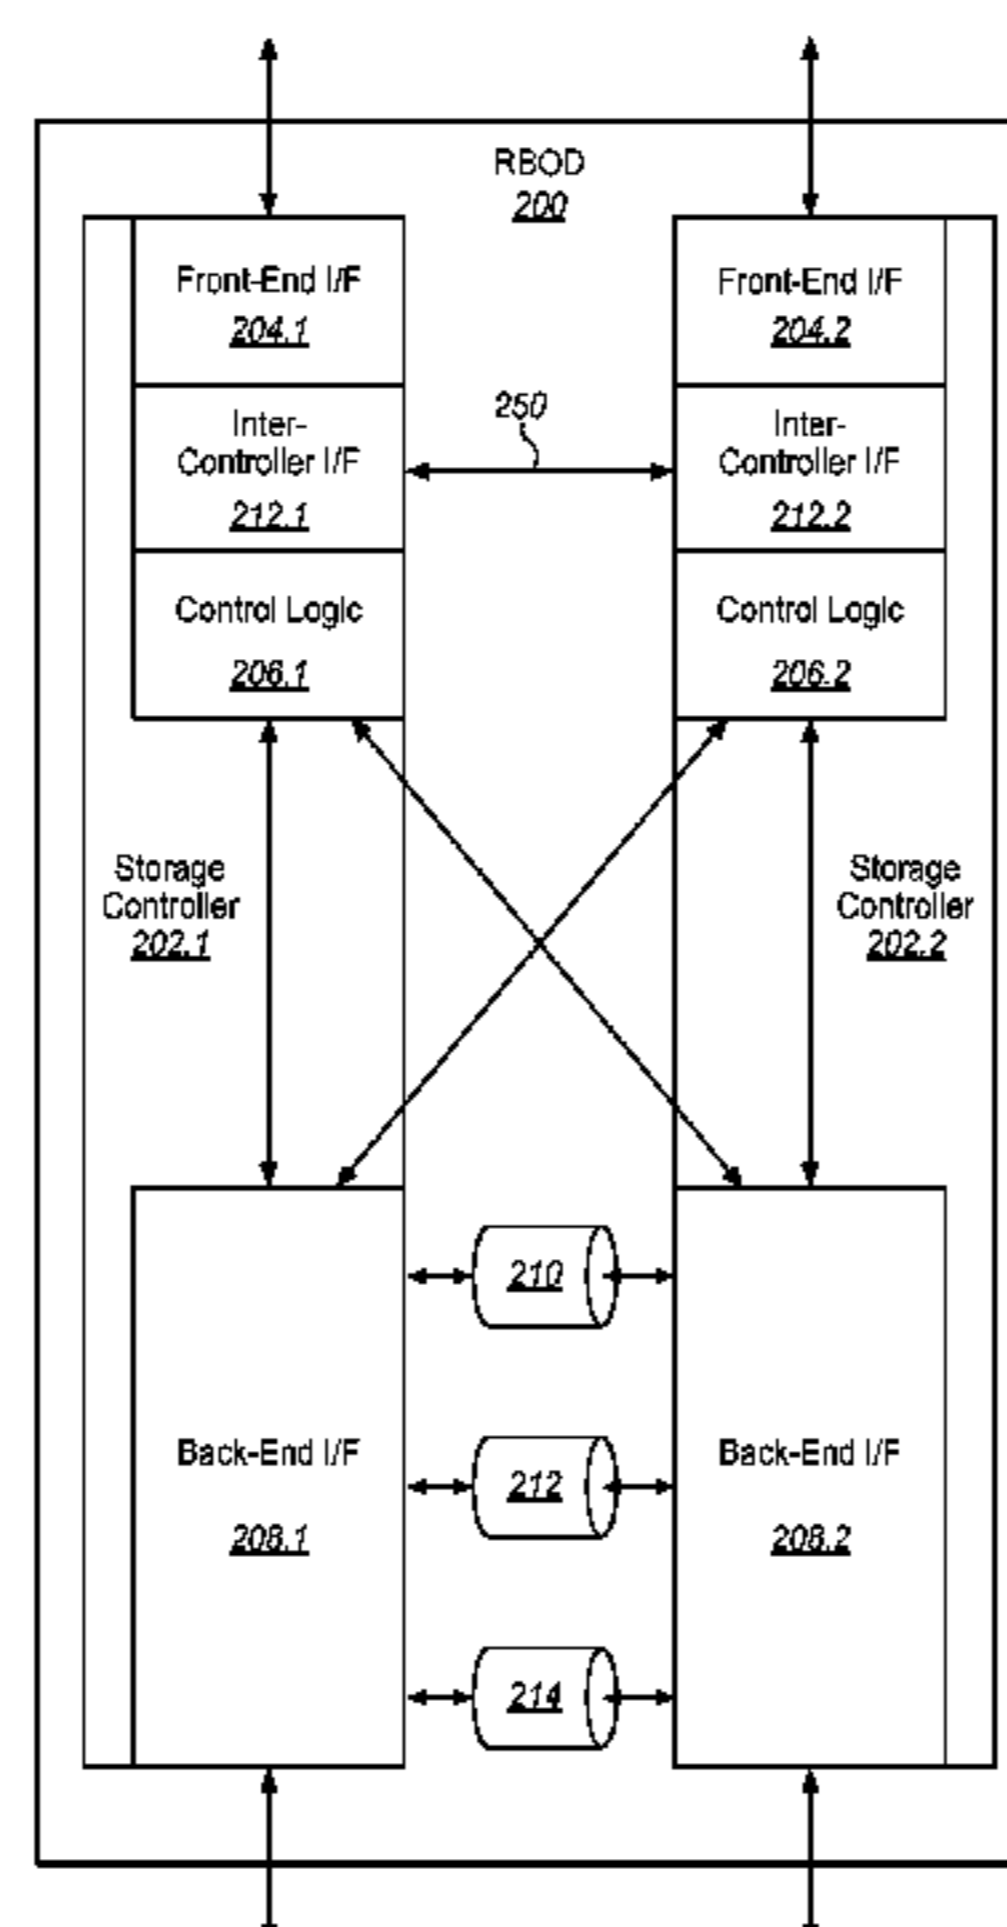 RBOD
200
Front-End I/F
204.1
Front-End I/F
204.2
250
Inter-
Controller I/F
212.1
Inter-
Controller I/F
212.2
Control Logic
206.1
Control Logic
206.2
Storage
Controller
202.1
Storage
Controller
202.2
210
212
214
Back-End I/F
208.1
Back-End I/F
208.2